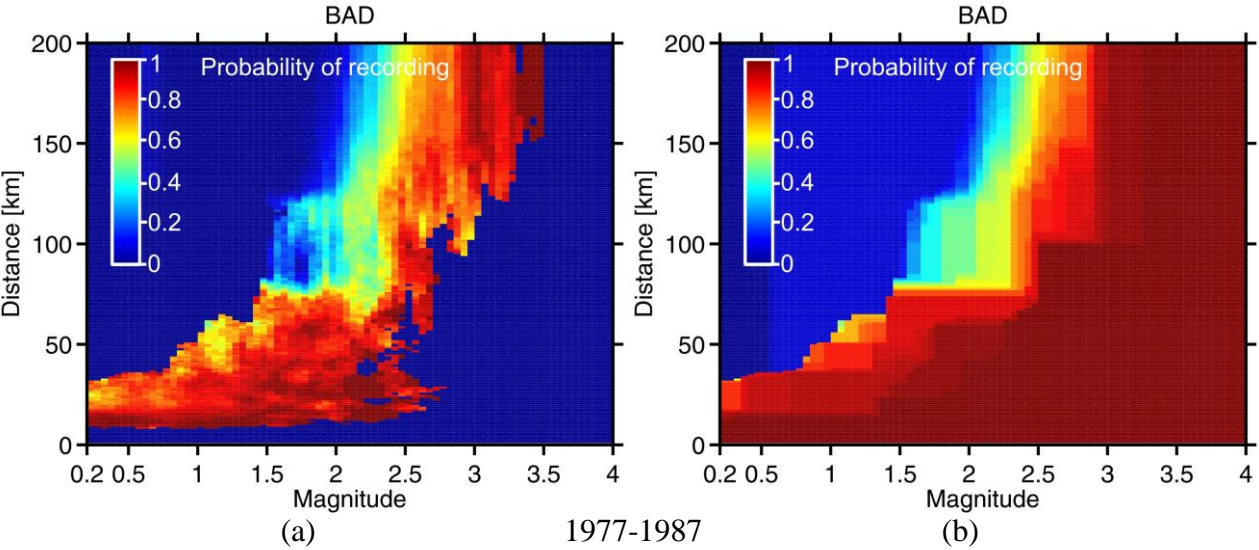 BAD
Probability of recording
1
0.8
0.6
0.4
0.2
0
200
150
100
50
0
Distance [km]
0.2 0.5 1 1.5 2 2.5 3 3.5 4
Magnitude
BAD
Probability of recording
1
0.8
0.6
0.4
0.2
0
200
150
100
50
0
Distance [km]
0.2 0.5 1 1.5 2 2.5 3 3.5 4
Magnitude
(a) 1977-1987 (b)